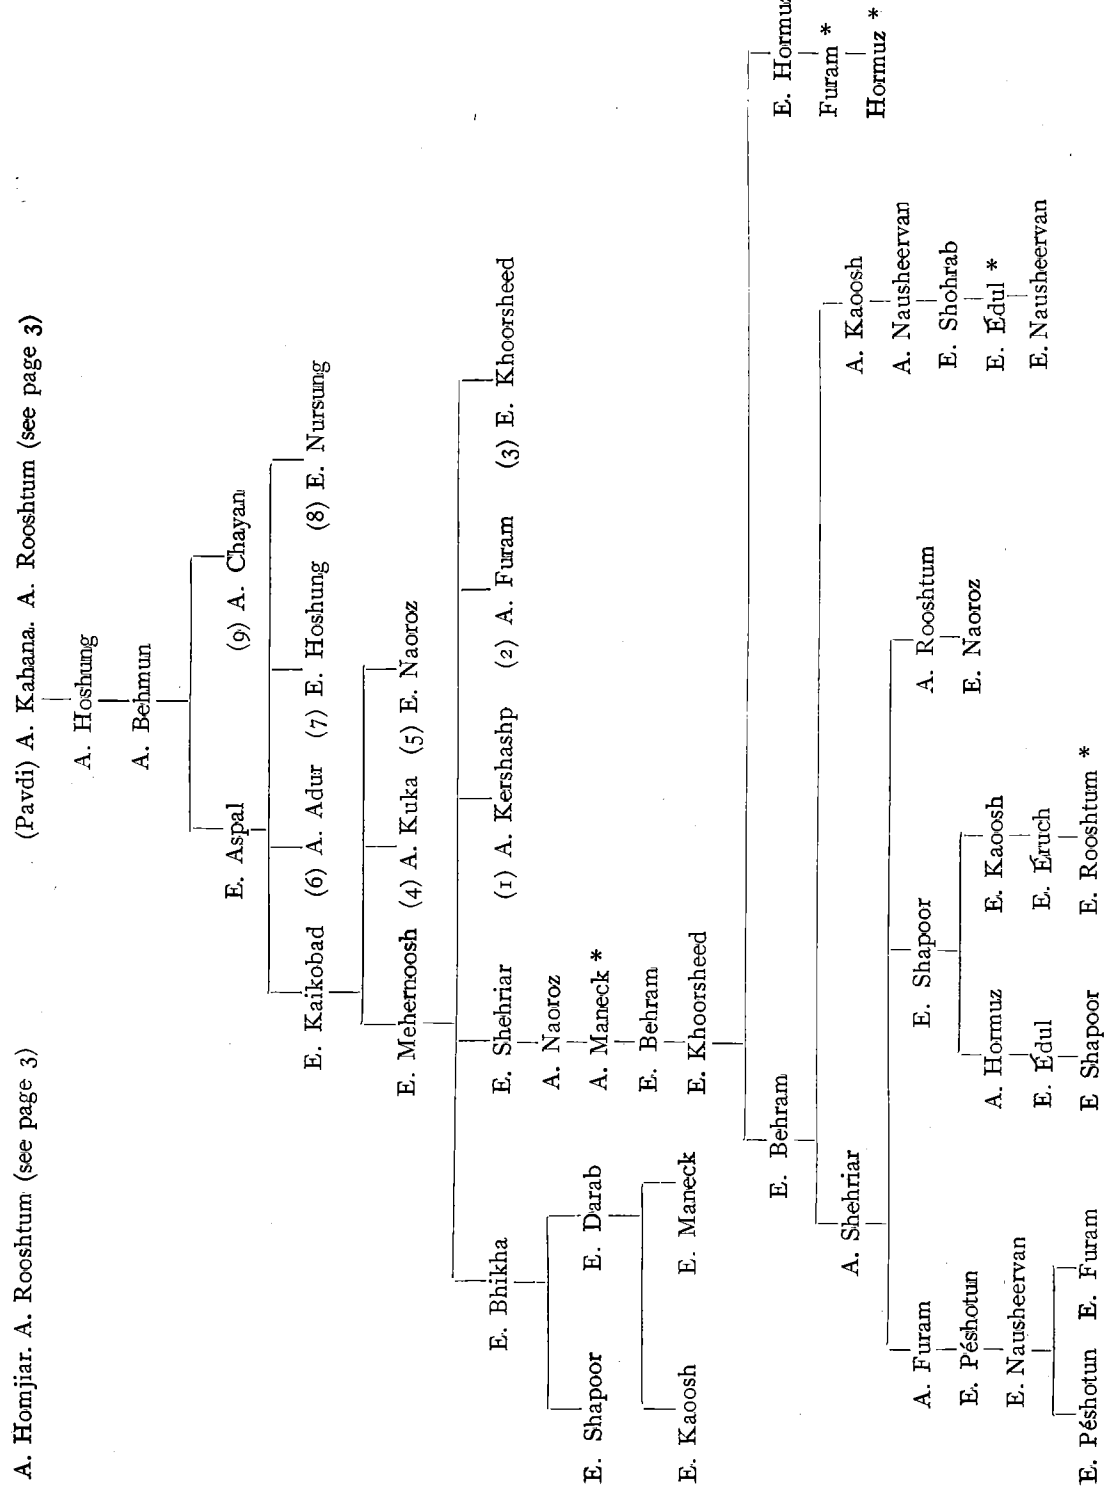 A. Homjiar. A. Rooshtum (see page 3)
(Pavdi) A. Kahana. A. Rooshtum (see page 3)
A. Hoshung
A. Behmun
E. Aspal (9) A. Chayan
E. Kaikobad (6) A. Adur (7) E. Hoshung (8) E. Nursung
E. Mehernoosh (4) A. Kuka (5) E. Naoroz
E. Bhikha E. Shehriar (1) A. Kershashp (2) A. Furam (3) E. Khoorsheed
A. Naoroz
E. Shapoor E. Darab A. Maneck *
E. Behram
E. Kaoosh E. Maneck E. Khoorsheed
E. Behram E. Hormuz
Furam *
A. Shehriar A. Kaoosh Hormuz *
A. Furam E. Shapoor A. Rooshtum A. Nausheervan
E. Péshotun E. Naoroz E. Shohrab
E. Nausheervan A. Hormuz E. Kaoosh E. Édul *
E. Édul E. Éruch E. Nausheervan
E. Péshotun E. Furam E Shapoor E. Rooshtum *